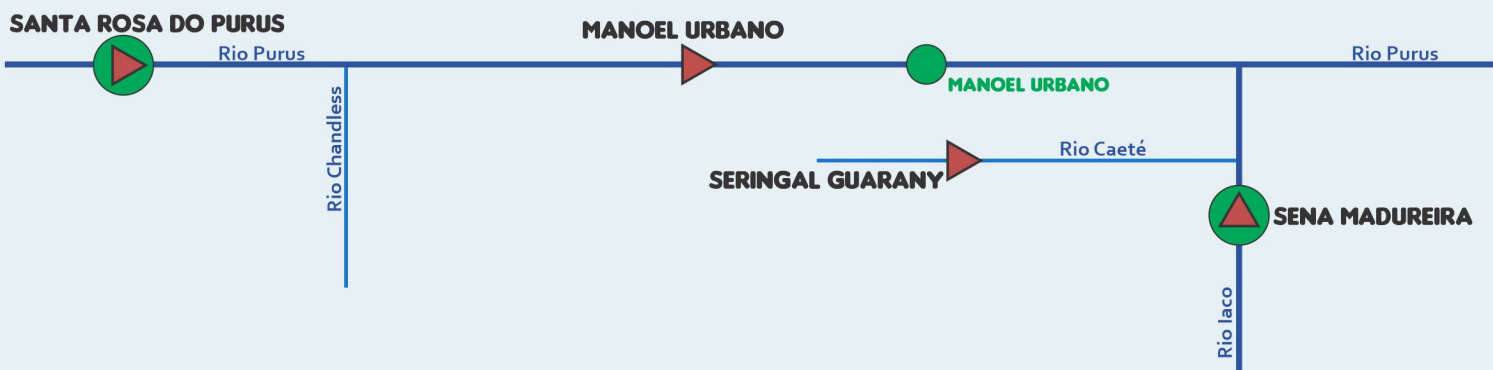 SANTA ROSA DO PURUS
MANOEL URBANO
Rio Purus
Rio Purus
MANOEL URBANO
Rio Chandless
Rio Caeté
SERINGAL GUARANY
SENA MADUREIRA
Rio Iaco